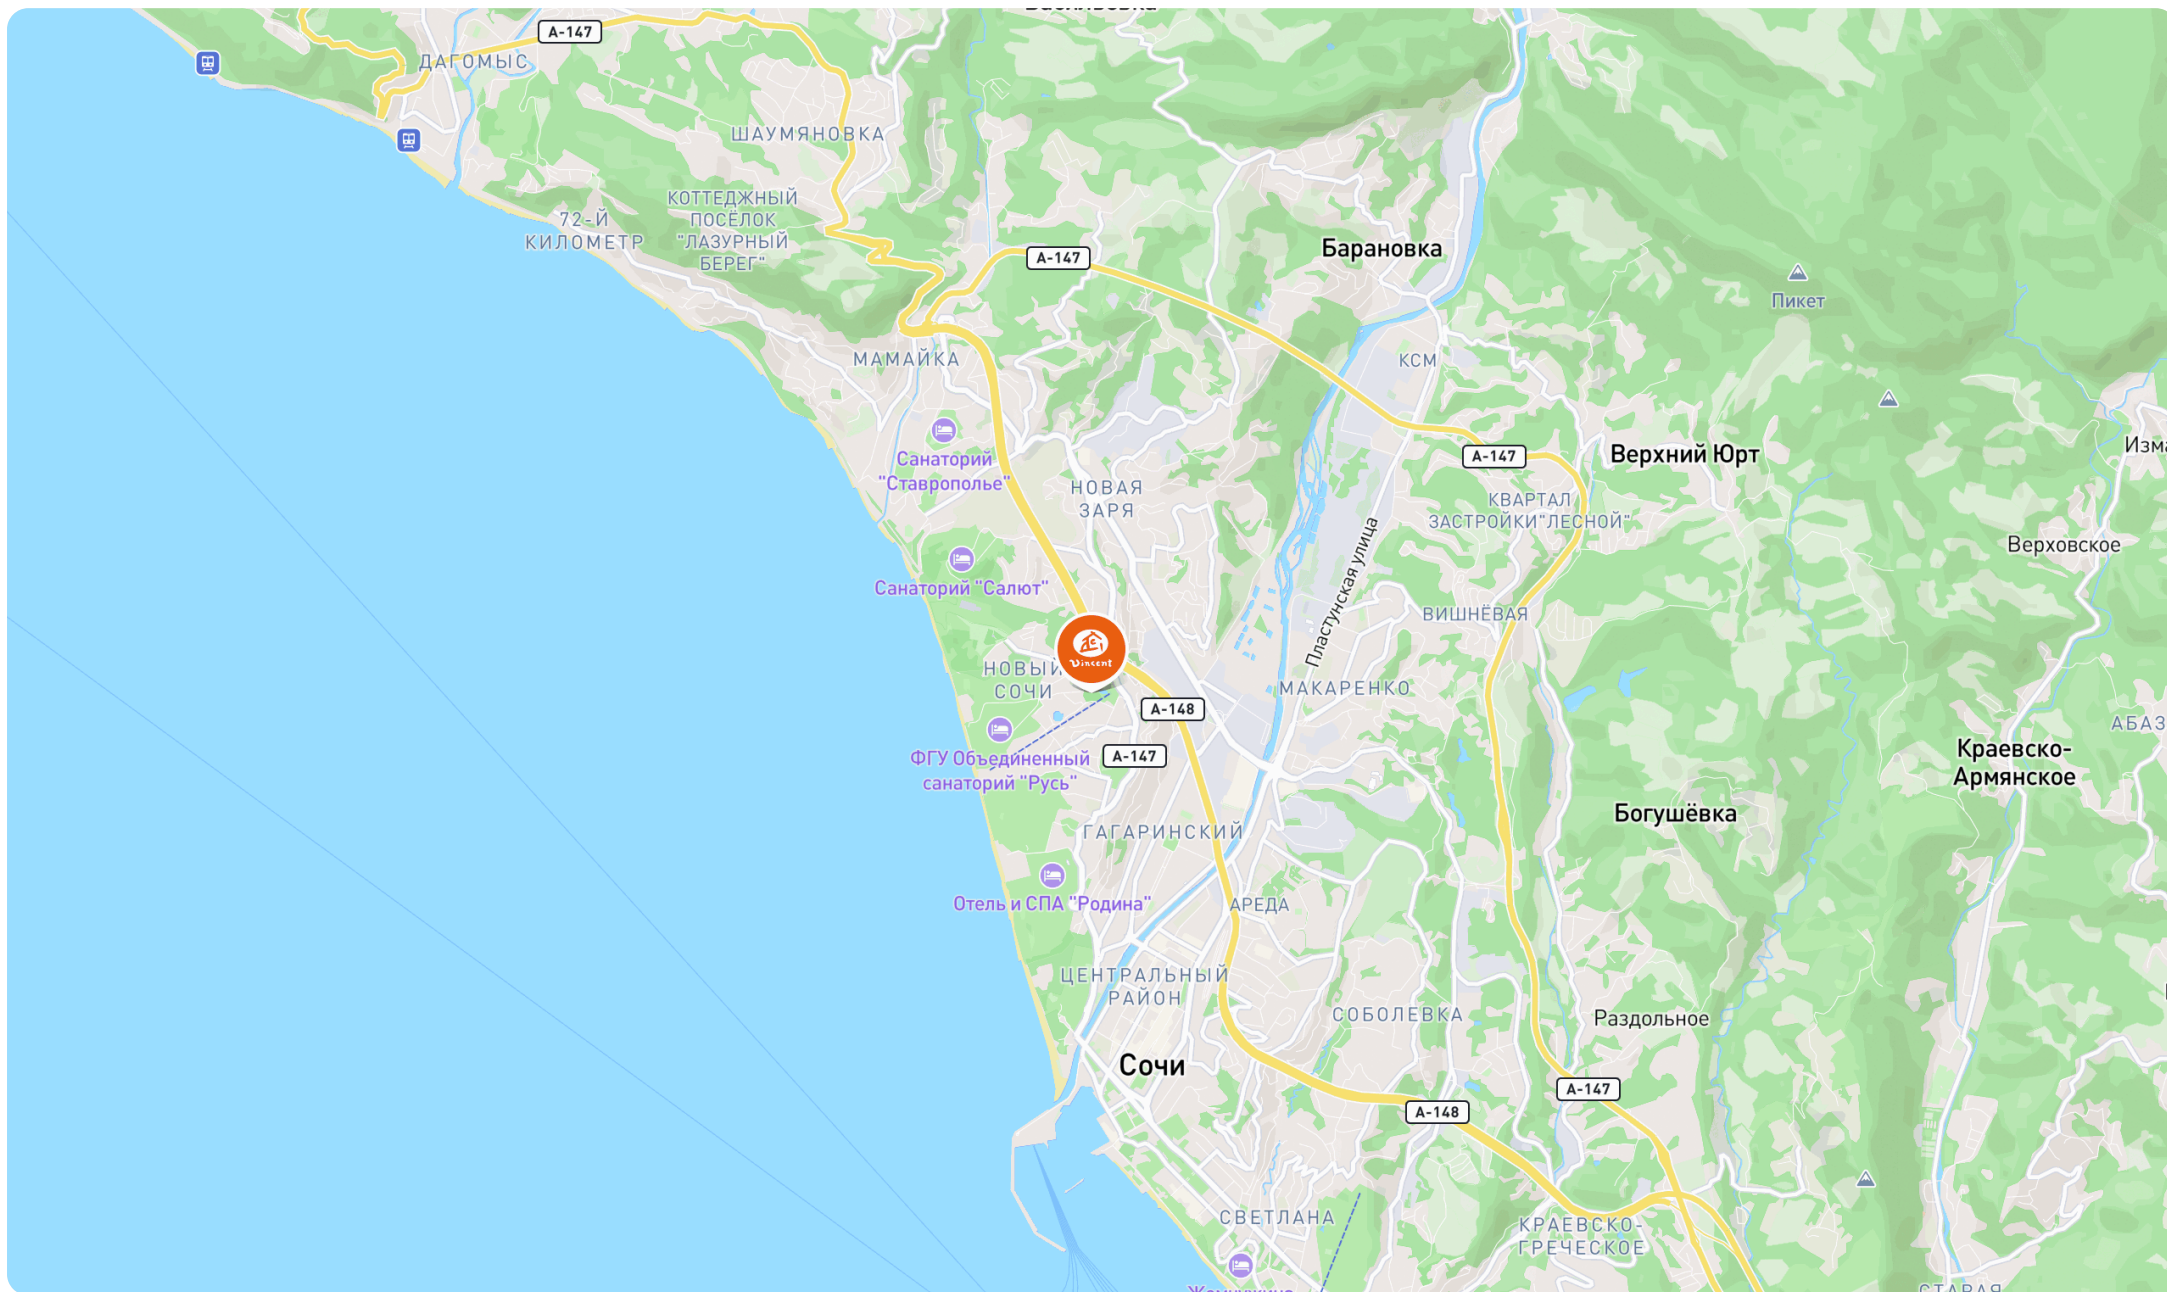 Васильевка
А-147
ДАГОМЫС
ШАУМЯНОВКА
КОТТЕДЖНЫЙ
ПОСЁЛОК
"ЛАЗУРНЫЙ
БЕРЕГ"
72-Й
КИЛОМЕТР
А-147
Барановка
Пикет
МАМАЙКА
КСМ
Санаторий
"Ставрополье"
НОВАЯ
ЗАРЯ
А-147
Верхний Юрт
КВАРТАЛ
ЗАСТРОЙКИ"ЛЕСНОЙ"
Верховское
Санаторий "Салют"
Пластунская улица
ВИШНЁВАЯ
Vincent
НОВЫЙ
СОЧИ
МАКАРЕНКО
А-148
А-147
ФГУ Объединенный
санаторий "Русь"
Краевско-
Армянское
Богушёвка
ГАГАРИНСКИЙ
Отель и СПА "Родина"
АРЕДА
ЦЕНТРАЛЬНЫЙ
РАЙОН
СОБОЛЕВКА
Раздольное
Сочи
А-147
А-148
СВЕТЛАНА
КРАЕВСКО-
ГРЕЧЕСКОЕ
Жемчужина
СТАРАЯ